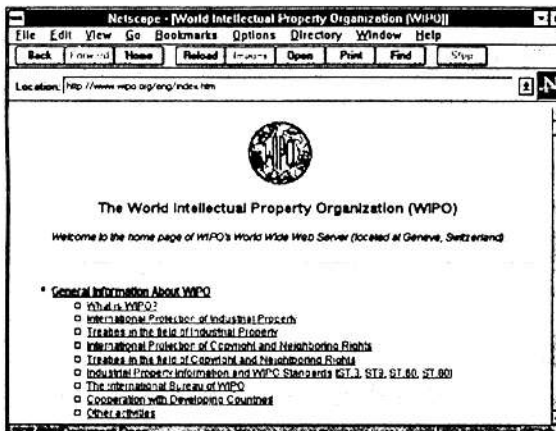 Netscape - [World Intellectual Property Organization (WIPO)]
File Edit View Go Bookmarks Options Directory Window Help
Back Forward Home Reload Images Open Print Find Stop
Location: http://www.wipo.org/eng/index.htm
N
WIPO
The World Intellectual Property Organization (WIPO)
Welcome to the home page of WIPO's World Wide Web Server (located at Geneve, Switzerland)
General Information About WIPO
What is WIPO?
International Protection of Industrial Property
Treaties in the field of Industrial Property
International Protection of Copyright and Neighboring Rights
Treaties in the field of Copyright and Neighboring Rights
Industrial Property Information and WIPO Standards [ST.3, ST9, ST.60, ST.80]
The International Bureau of WIPO
Cooperation with Developing Countries
Other activities